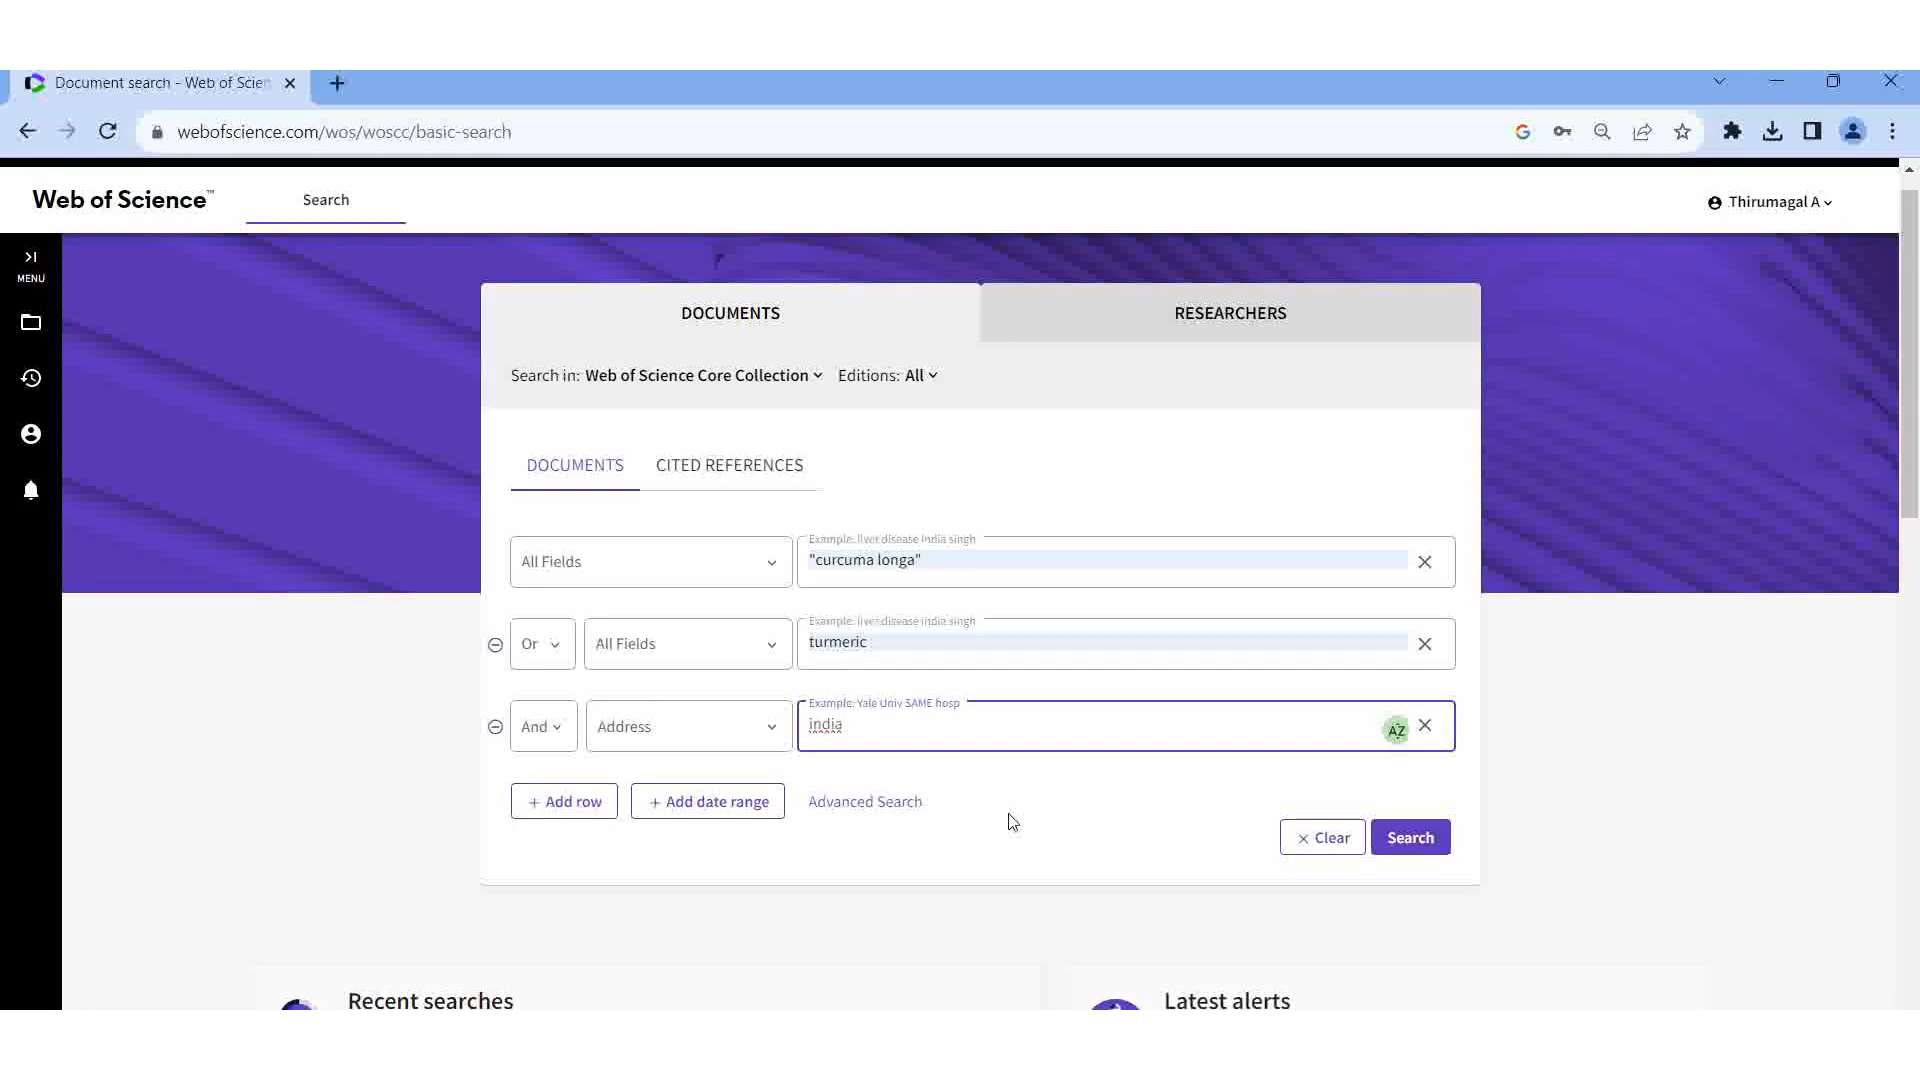 Document search - Web of Scien
webofscience.com/wos/woscc/basic-search
Web of Science™
Search
Thirumagal A
MENU
DOCUMENTS
RESEARCHERS
Search in: Web of Science Core Collection Editions: All
DOCUMENTS
CITED REFERENCES
All Fields
Example: liver disease india singh
"curcuma longa"
Or
All Fields
Example: liver disease india singh
turmeric
And
Address
Example: Yale Univ SAME hosp
india
AZ
+ Add row
+ Add date range
Advanced Search
× Clear
Search
Recent searches
Latest alerts